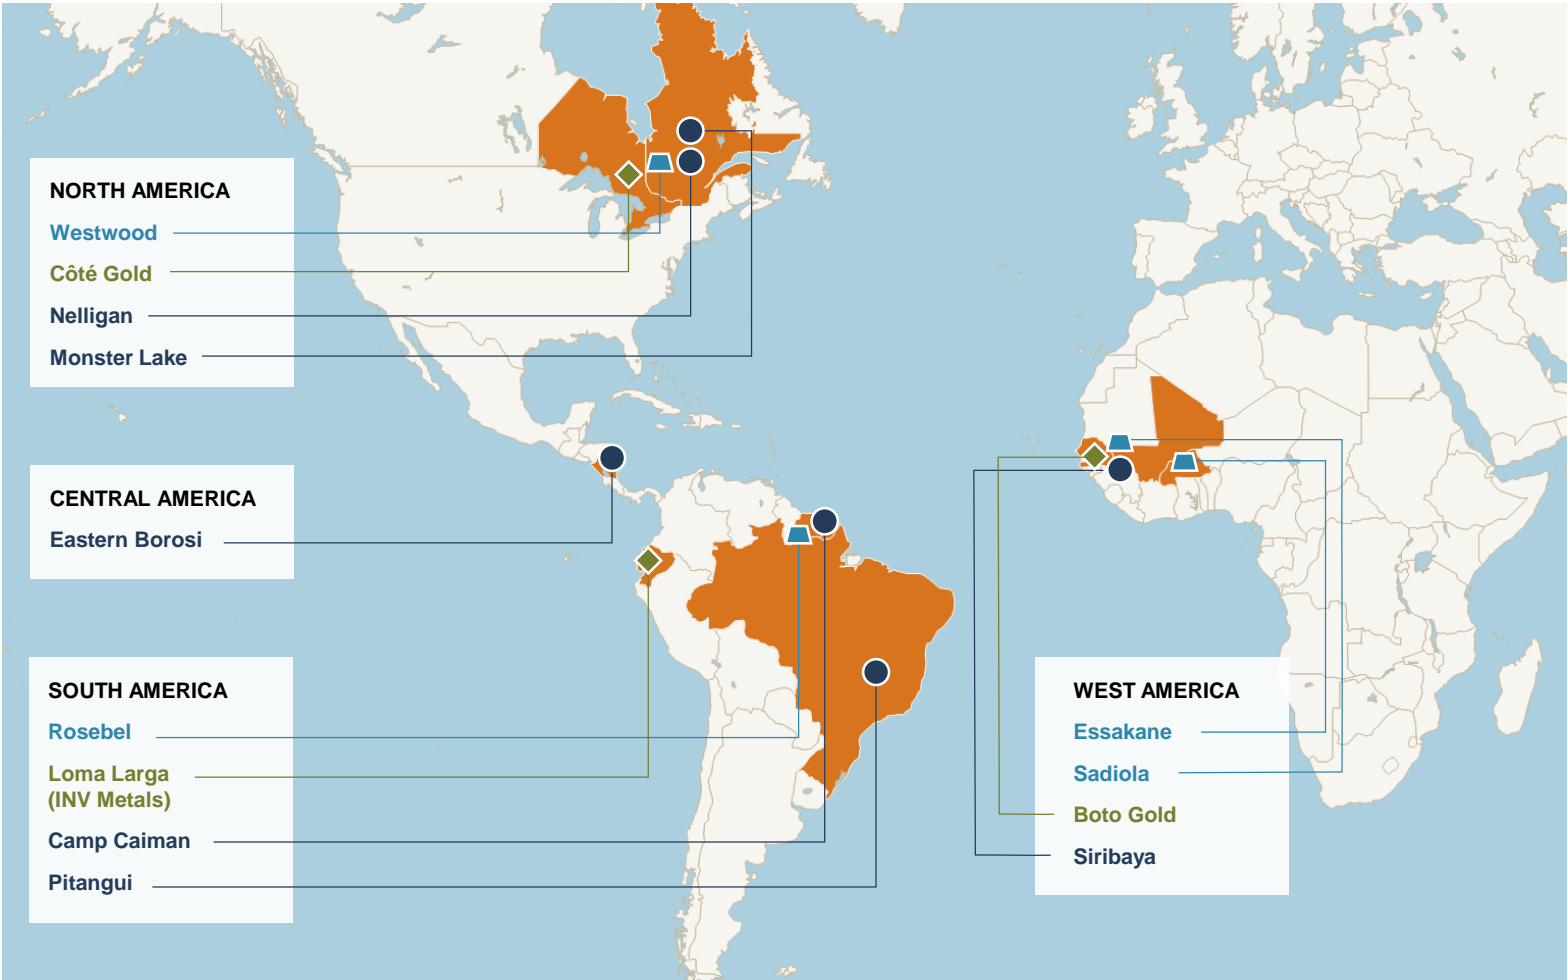 NORTH AMERICA
Westwood
Côté Gold
Nelligan
Monster Lake
CENTRAL AMERICA
Eastern Borosi
SOUTH AMERICA
Rosebel
Loma Larga
(INV Metals)
Camp Caiman
Pitangui
WEST AMERICA
Essakane
Sadiola
Boto Gold
Siribaya